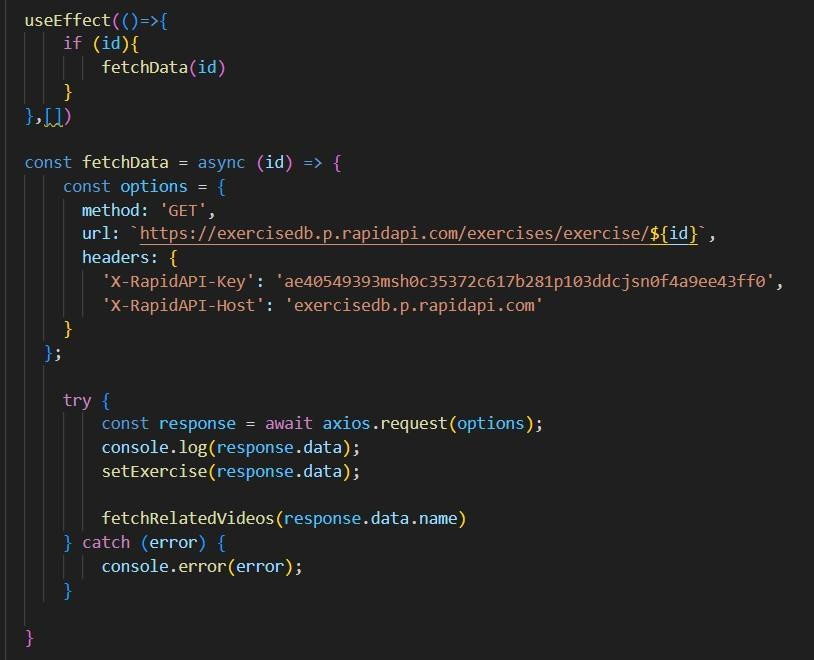 useEffect(()=>{
    if (id){
        fetchData(id)
    }
},[])

const fetchData = async (id) => {
    const options = {
      method: 'GET',
      url: `https://exercisedb.p.rapidapi.com/exercises/exercise/${id}`,
      headers: {
        'X-RapidAPI-Key': 'ae40549393msh0c35372c617b281p103ddcjsn0f4a9ee43ff0',
        'X-RapidAPI-Host': 'exercisedb.p.rapidapi.com'
    }
  };

    try {
        const response = await axios.request(options);
        console.log(response.data);
        setExercise(response.data);

        fetchRelatedVideos(response.data.name)
    } catch (error) {
        console.error(error);
    }

}